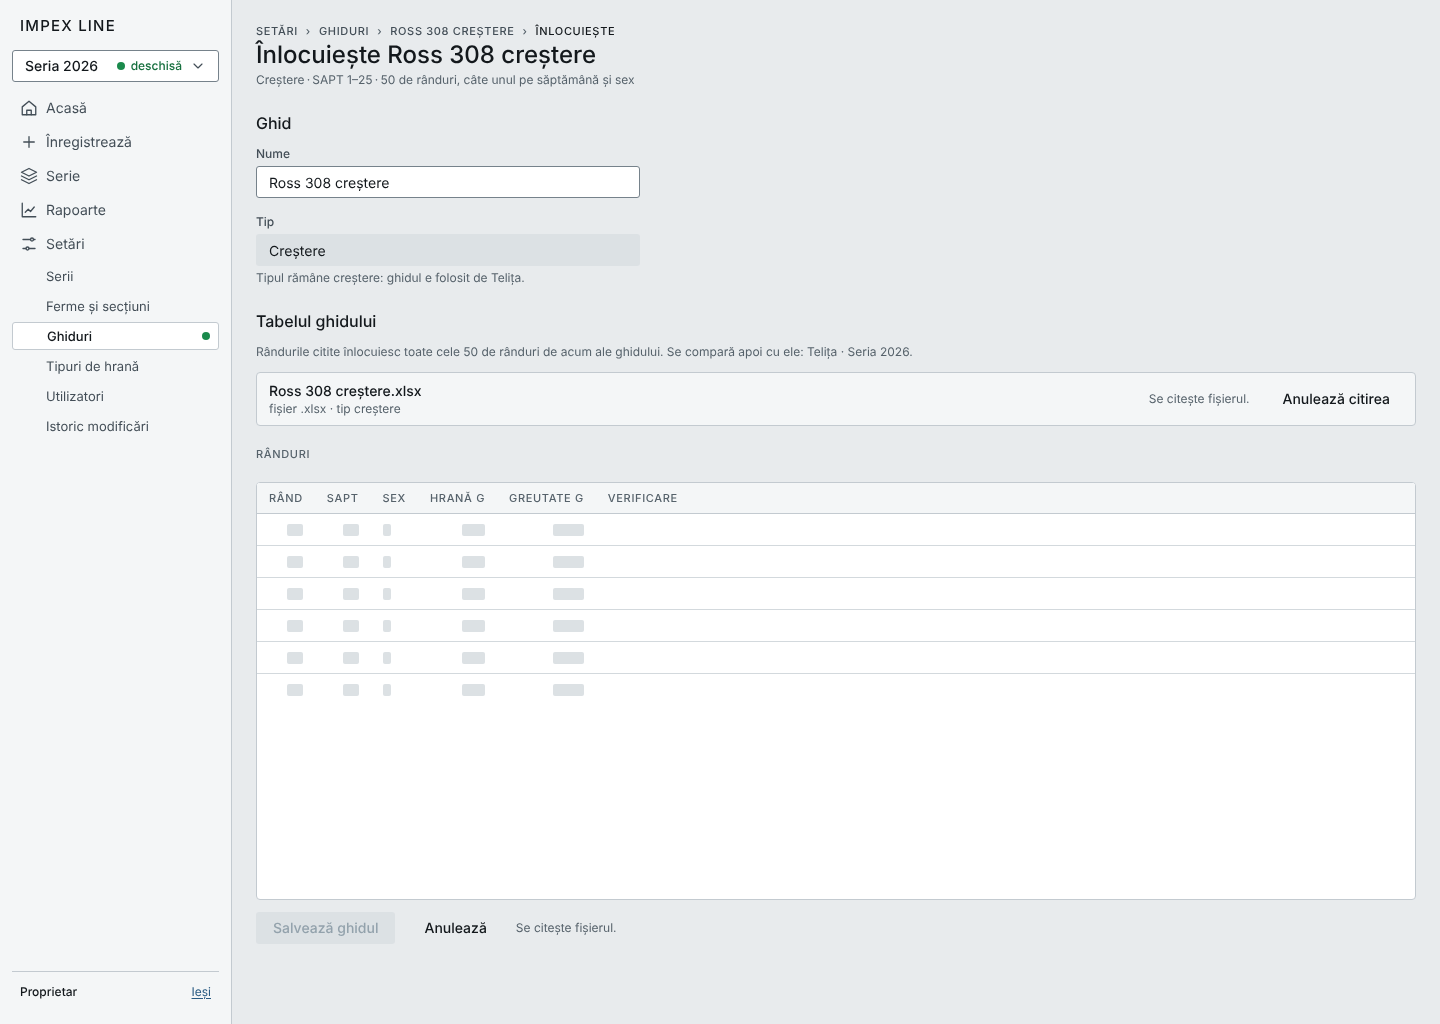 IMPEX LINE
Seria 2026 deschisă
Acasă
Înregistrează
Serie
Rapoarte
Setări
Serii
Ferme și secțiuni
Ghiduri
Tipuri de hrană
Utilizatori
Istoric modificări
Proprietar Ieși
SETĂRI › GHIDURI › ROSS 308 CREȘTERE › ÎNLOCUIEȘTE
Înlocuiește Ross 308 creștere
Creștere · SAPT 1–25 · 50 de rânduri, câte unul pe săptămână și sex
Ghid
Nume
Ross 308 creștere
Tip
Creștere
Tipul rămâne creștere: ghidul e folosit de Telița.
Tabelul ghidului
Rândurile citite înlocuiesc toate cele 50 de rânduri de acum ale ghidului. Se compară apoi cu ele: Telița · Seria 2026.
Ross 308 creștere.xlsx
fișier .xlsx · tip creștere
Se citește fișierul. Anulează citirea
RÂNDURI
RÂND SAPT SEX HRANĂ G GREUTATE G VERIFICARE
Salvează ghidul Anulează Se citește fișierul.